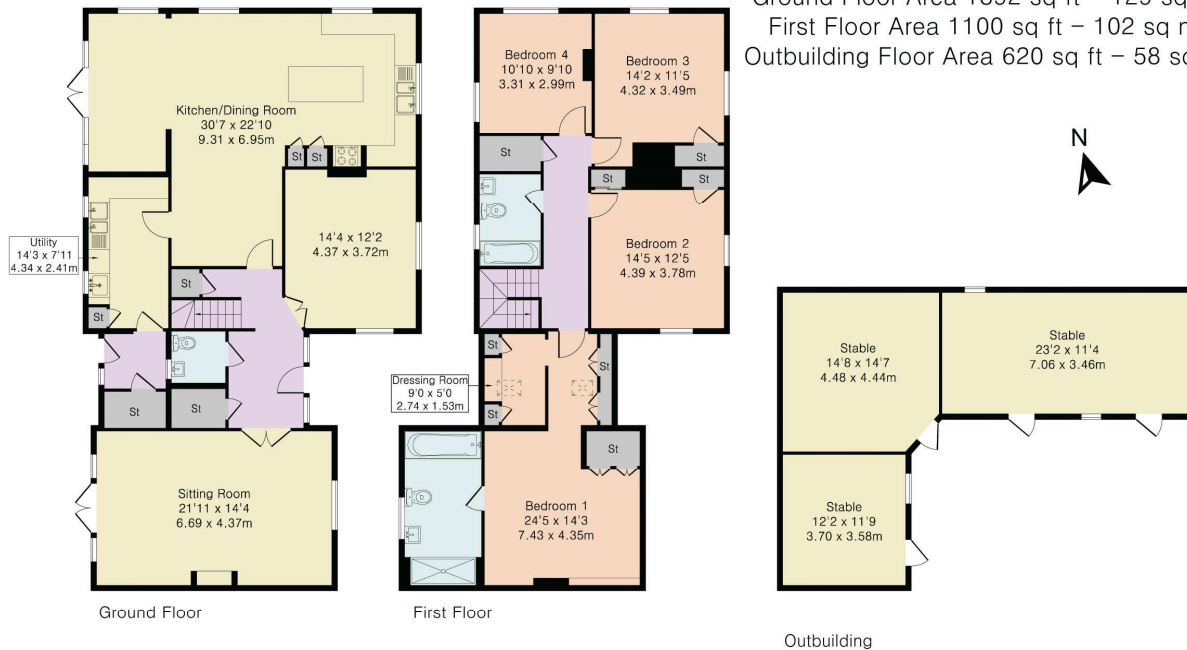 First Floor Area 1100 sq ft – 102 sq
Outbuilding Floor Area 620 sq ft – 58
N
Kitchen/Dining Room
30'7 x 22'10
9.31 x 6.95m
St
St
14'4 x 12'2
4.37 x 3.72m
Utility
14'3 x 7'11
4.34 x 2.41m
St
St
St
St
Sitting Room
21'11 x 14'4
6.69 x 4.37m
Ground Floor
Bedroom 4
10'10 x 9'10
3.31 x 2.99m
Bedroom 3
14'2 x 11'5
4.32 x 3.49m
St
St
St
St
Bedroom 2
14'5 x 12'5
4.39 x 3.78m
St
St
Dressing Room
9'0 x 5'0
2.74 x 1.53m
St
St
Bedroom 1
24'5 x 14'3
7.43 x 4.35m
First Floor
Stable
14'8 x 14'7
4.48 x 4.44m
Stable
23'2 x 11'4
7.06 x 3.46m
Stable
12'2 x 11'9
3.70 x 3.58m
Outbuilding